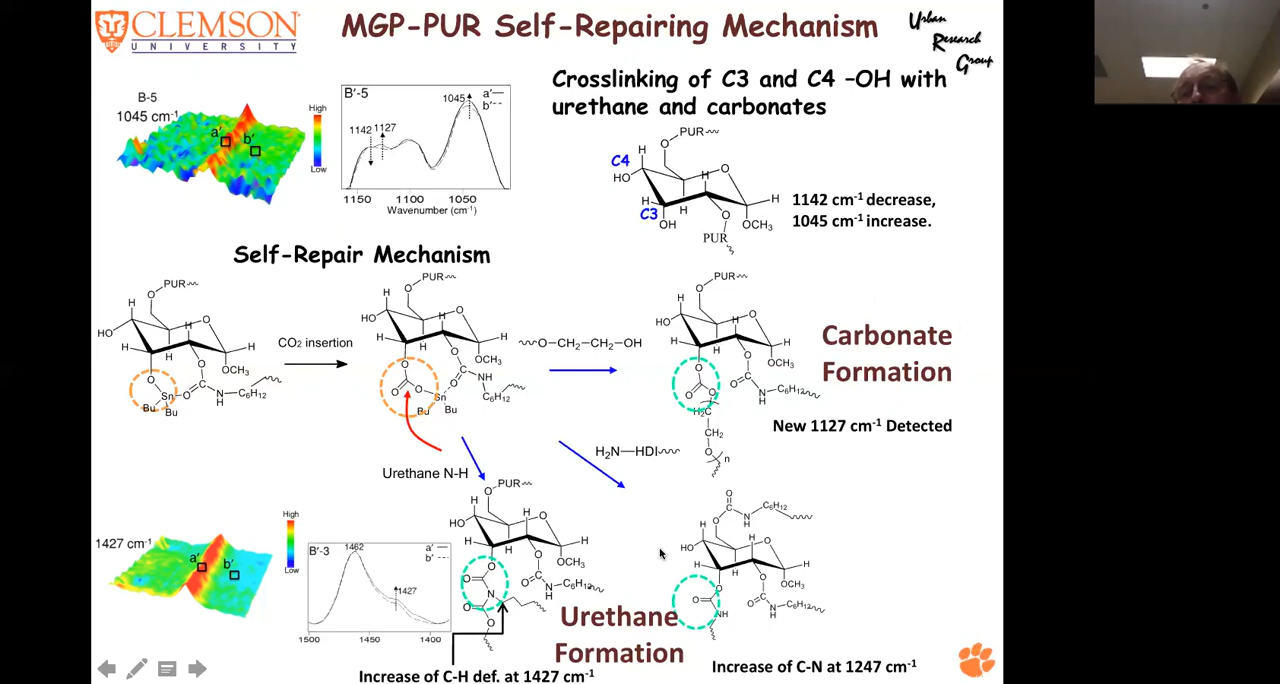 CLEMSON
UNIVERSITY
MGP-PUR Self-Repairing Mechanism
Urban
Research
Group
Crosslinking of C3 and C4 –OH with
urethane and carbonates
B-5
1045 cm⁻¹
a'
b'
High
Low
B'-5
a'
b'
1045
1142
1127
1150
1100
1050
Wavenumber (cm⁻¹)
PUR
O
H
C4
HO
H
O
H
C3
H
H
OH
O
OCH₃
PUR
1142 cm⁻¹ decrease,
1045 cm⁻¹ increase.
Self-Repair Mechanism
PUR
O
H
HO
H
O
H
H
H
O
O
OCH₃
Sn
O
C
N
H
C₆H₁₂
Bu
Bu
CO₂ insertion
PUR
O
H
HO
H
O
H
H
H
O
O
OCH₃
C
O
O
Sn
O
C
NH
C₆H₁₂
Bu
Bu
O—CH₂—CH₂—OH
PUR
O
H
HO
H
O
H
H
H
O
O
OCH₃
C
O
O
O
C
N
H
C₆H₁₂
H₂C
CH₂
O
n
Carbonate
Formation
New 1127 cm⁻¹ Detected
Urethane N-H
H₂N—HDI
PUR
O
H
HO
H
O
H
H
H
O
O
OCH₃
O
C
N
O
C
O
O
C
N
H
C₆H₁₂
O
C
N
H
C₆H₁₂
O
H
HO
H
O
H
H
H
O
O
OCH₃
O
C
NH
O
C
N
H
C₆H₁₂
1427 cm⁻¹
a'
b'
High
Low
B'-3
1462
a'
b'
1427
1500
1450
1400
Urethane
Formation
Increase of C-H def. at 1427 cm⁻¹
Increase of C-N at 1247 cm⁻¹